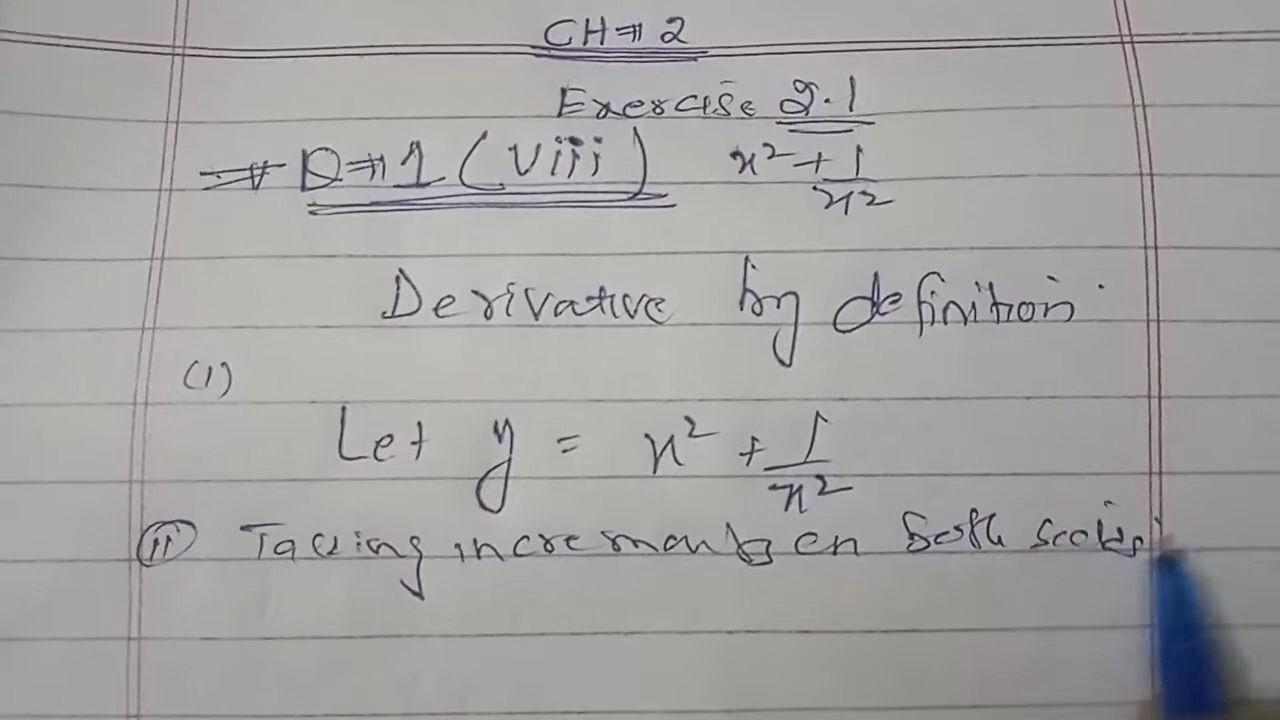 CH # 2
Exercise 2.1
⇒ Q # 1 (viii) x² + 1/x²
Derivative by definition.
(1)
Let y = x² + 1/x²
(ii) Taking increments on both sides